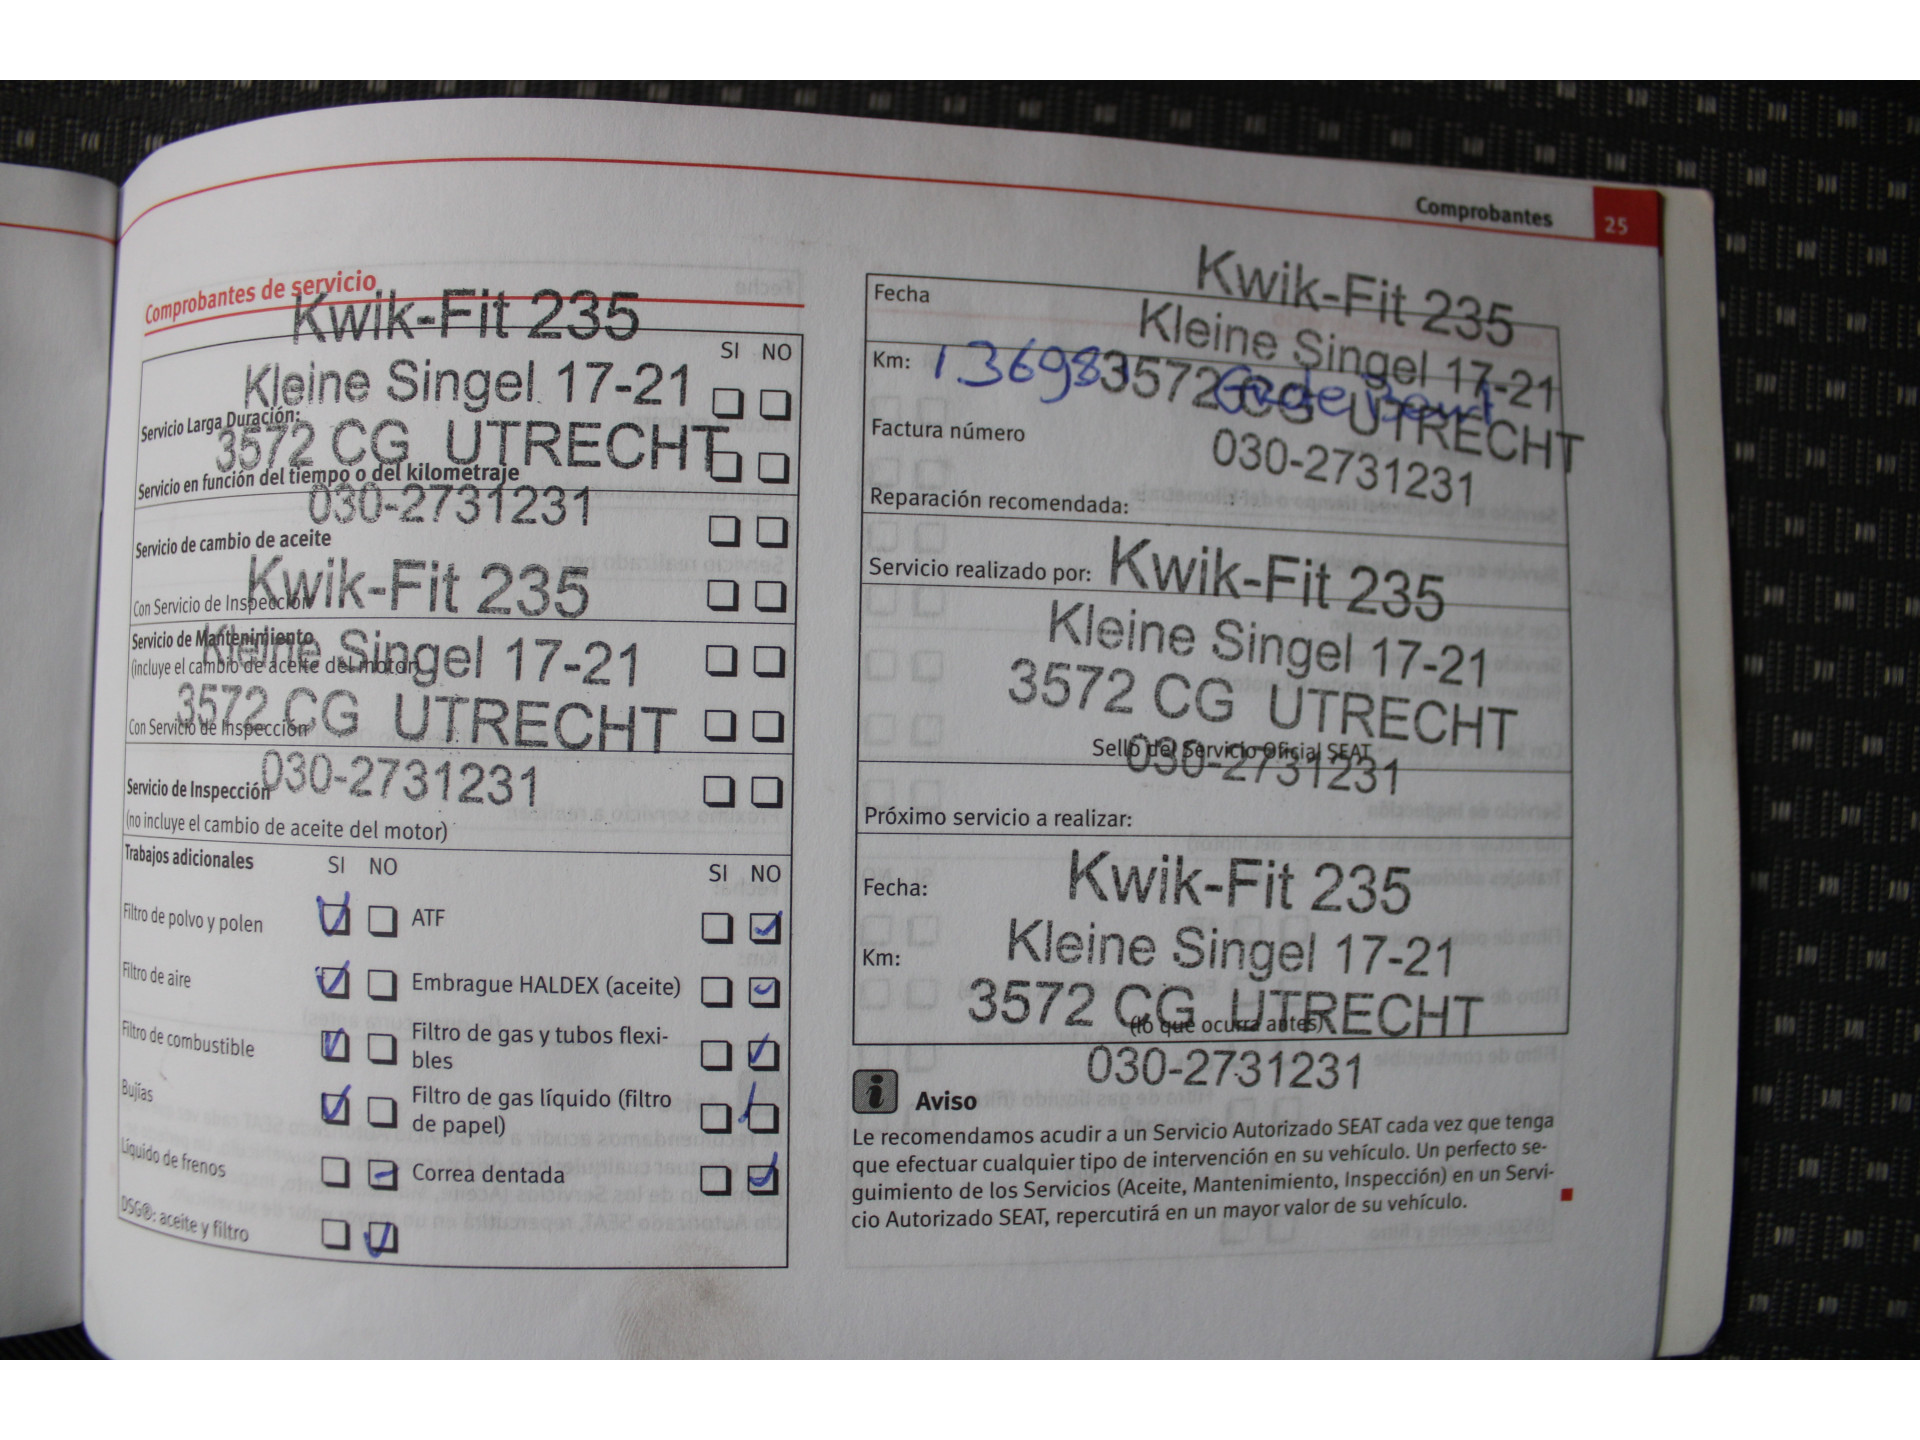 Comprobantes 25
Comprobantes de servicio
Kwik-Fit 235
SI NO
Kleine Singel 17-21
Servicio Larga Duración:
3572 CG UTRECHT
Servicio en función del tiempo o del kilometraje
030-2731231
Servicio de cambio de aceite
Kwik-Fit 235
Con Servicio de Inspección
Servicio de Mantenimiento
Kleine Singel 17-21
(incluye el cambio de aceite del motor)
3572 CG UTRECHT
Con Servicio de Inspección
030-2731231
Servicio de Inspección
(no incluye el cambio de aceite del motor)
Trabajos adicionales SI NO SI NO
Filtro de polvo y polen ATF
Filtro de aire Embrague HALDEX (aceite)
Filtro de combustible Filtro de gas y tubos flexi-
bles
Bujías Filtro de gas líquido (filtro
de papel)
Líquido de frenos Correa dentada
DSG®: aceite y filtro
Kwik-Fit 235
Fecha
Kleine Singel 17-21
Km: 136983
3572 CG UTRECHT
Factura número
030-2731231
Reparación recomendada:
Servicio realizado por: Kwik-Fit 235
Kleine Singel 17-21
3572 CG UTRECHT
Sello del Servicio Oficial SEAT
030-2731231
Próximo servicio a realizar:
Kwik-Fit 235
Fecha:
Kleine Singel 17-21
Km:
3572 CG UTRECHT
(lo que ocurra antes)
030-2731231
i Aviso
Le recomendamos acudir a un Servicio Autorizado SEAT cada vez que tenga
que efectuar cualquier tipo de intervención en su vehículo. Un perfecto se-
guimiento de los Servicios (Aceite, Mantenimiento, Inspección) en un Servi-
cio Autorizado SEAT, repercutirá en un mayor valor de su vehículo.